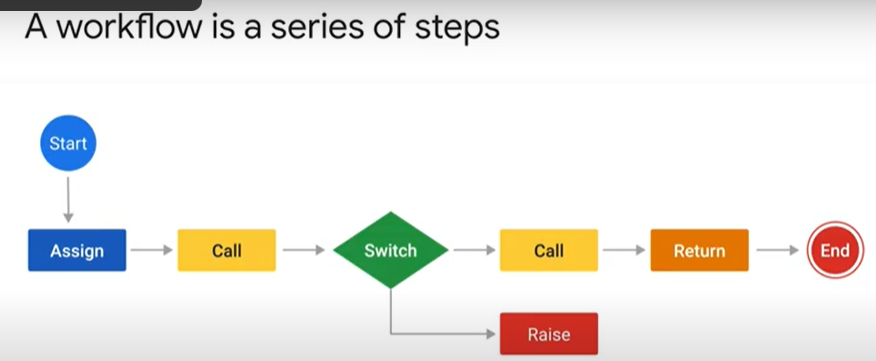 A workflow is a series of steps
Start
Assign
Call
Switch
Call
Return
End
Raise